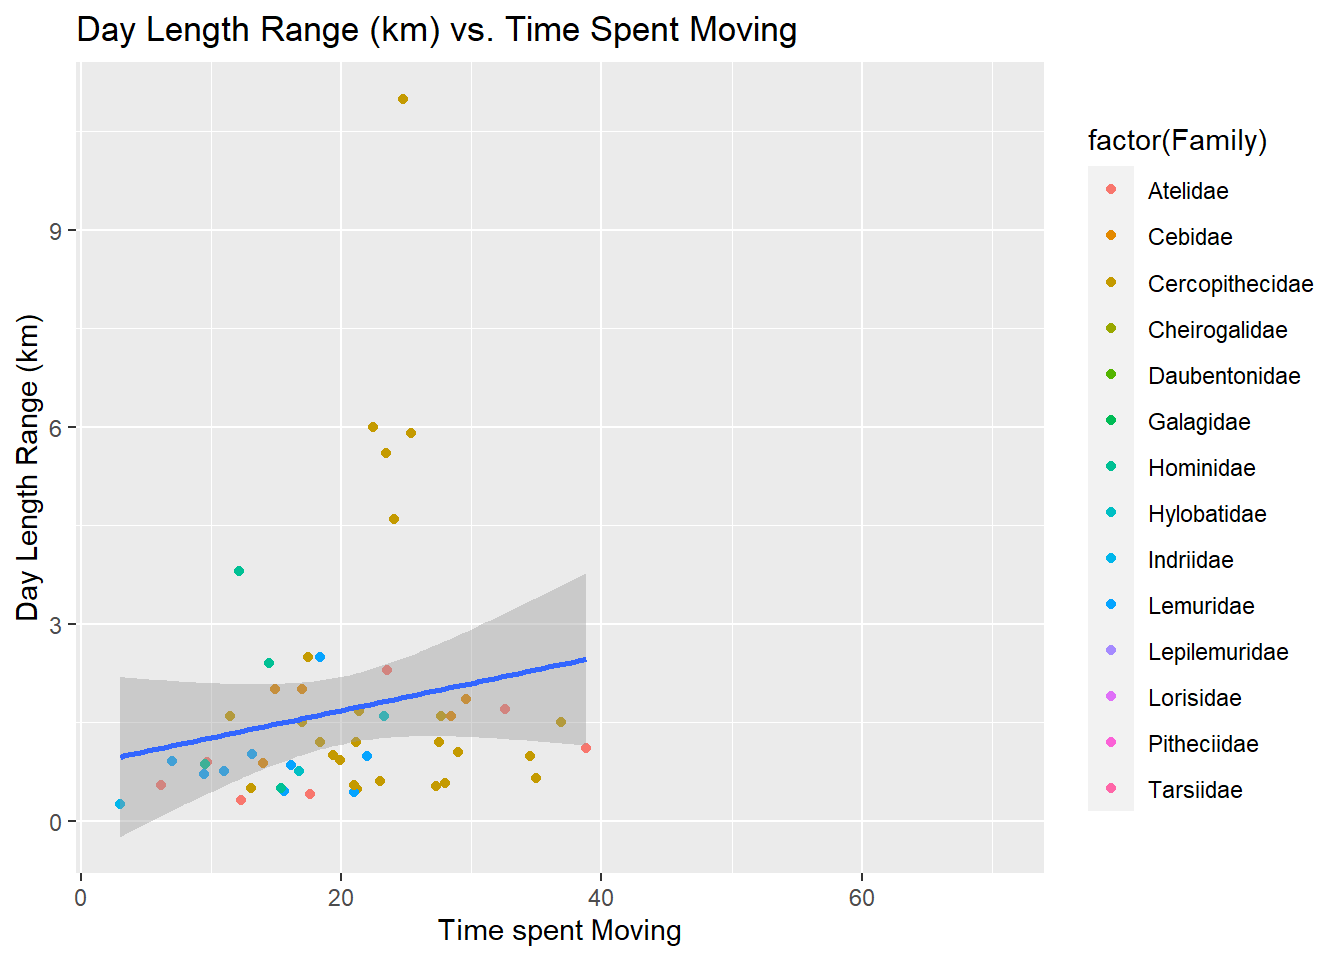 Day Length Range (km) vs. Time Spent Moving
Day Length Range (km)
9
6
3
0
0 20 40 60
Time spent Moving
factor(Family)
Atelidae
Cebidae
Cercopithecidae
Cheirogalidae
Daubentonidae
Galagidae
Hominidae
Hylobatidae
Indriidae
Lemuridae
Lepilemuridae
Lorisidae
Pitheciidae
Tarsiidae